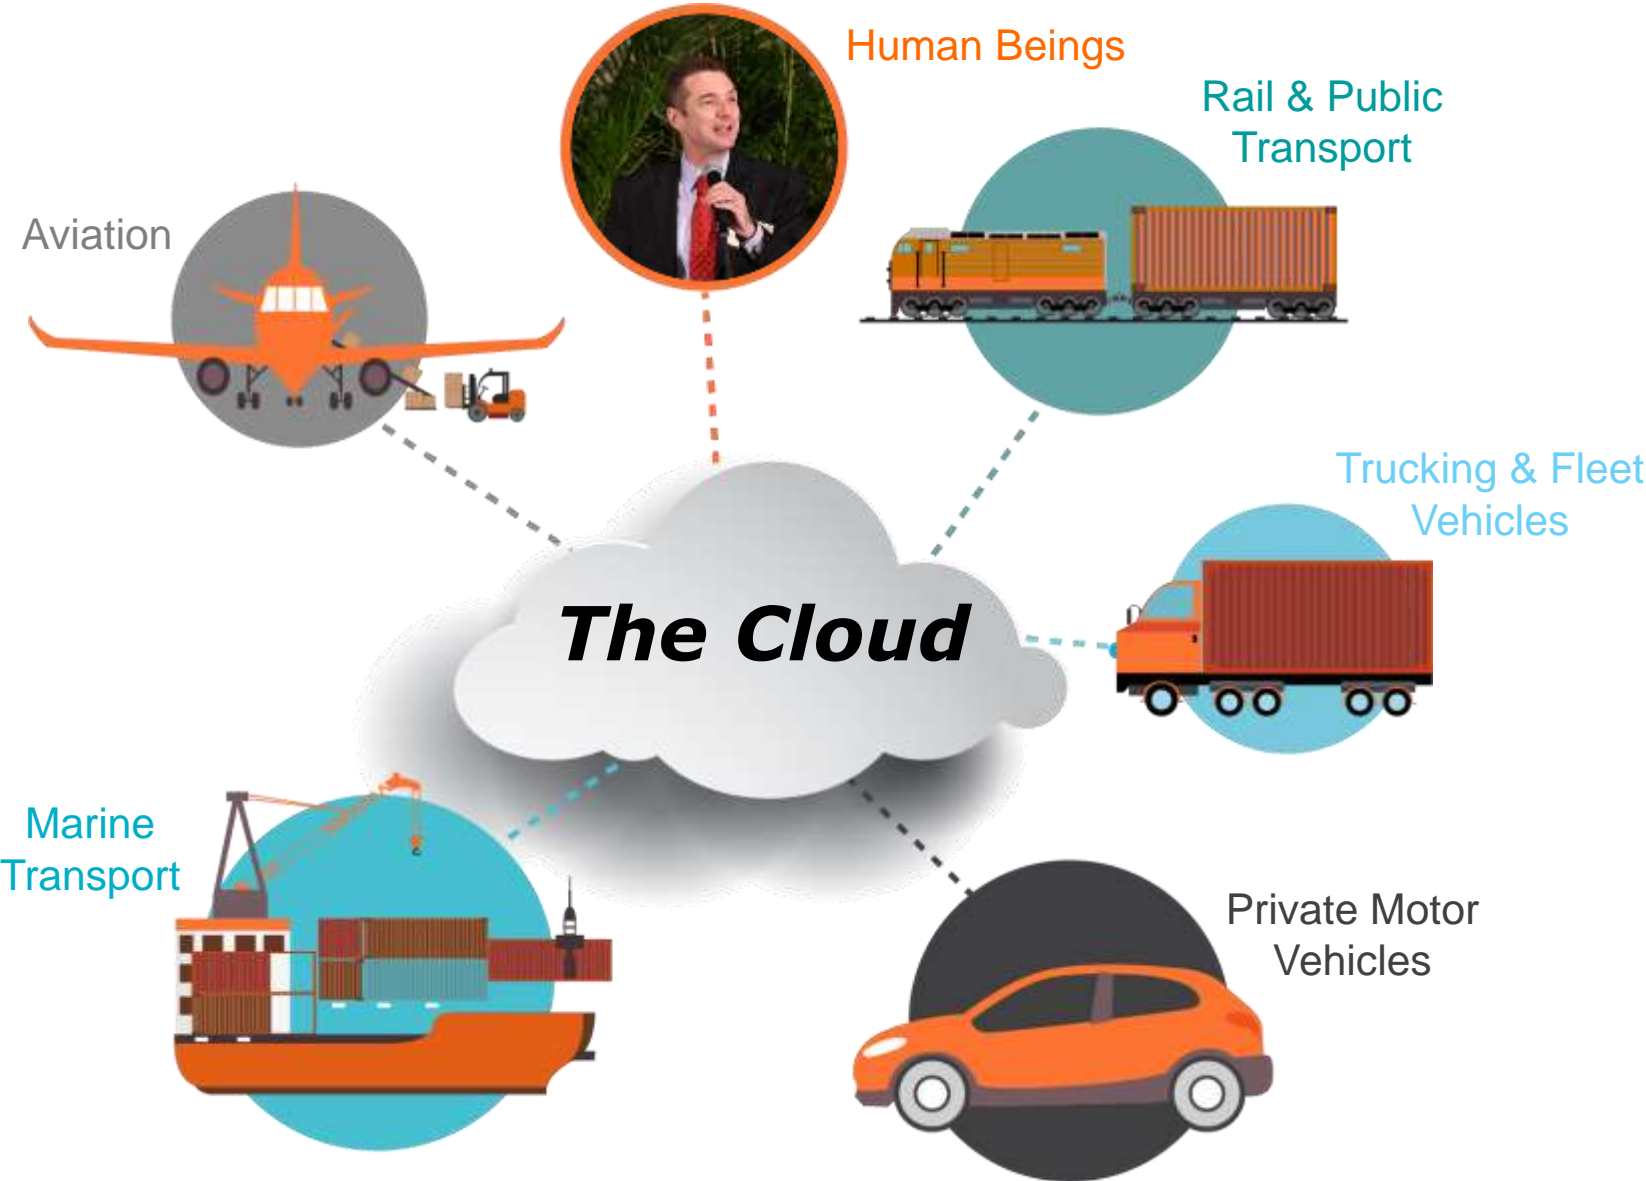 Human Beings
Rail & Public
Transport
Aviation
Trucking & Fleet
Vehicles
The Cloud
Marine
Transport
Private Motor
Vehicles